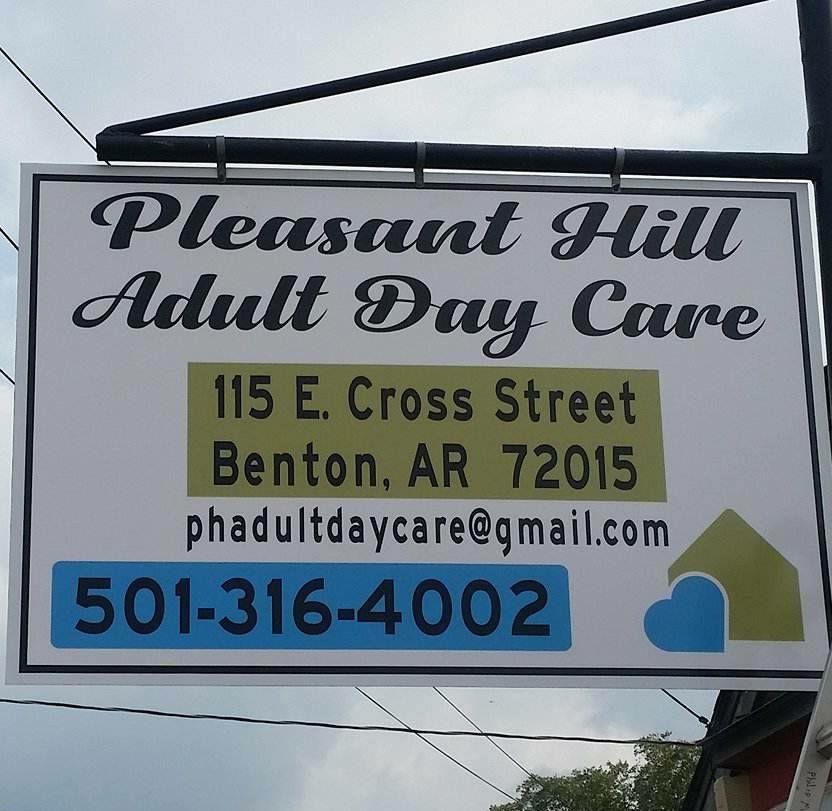 Pleasant Hill
Adult Day Care
115 E. Cross Street
Benton, AR 72015
phadultdaycare@gmail.com
501-316-4002